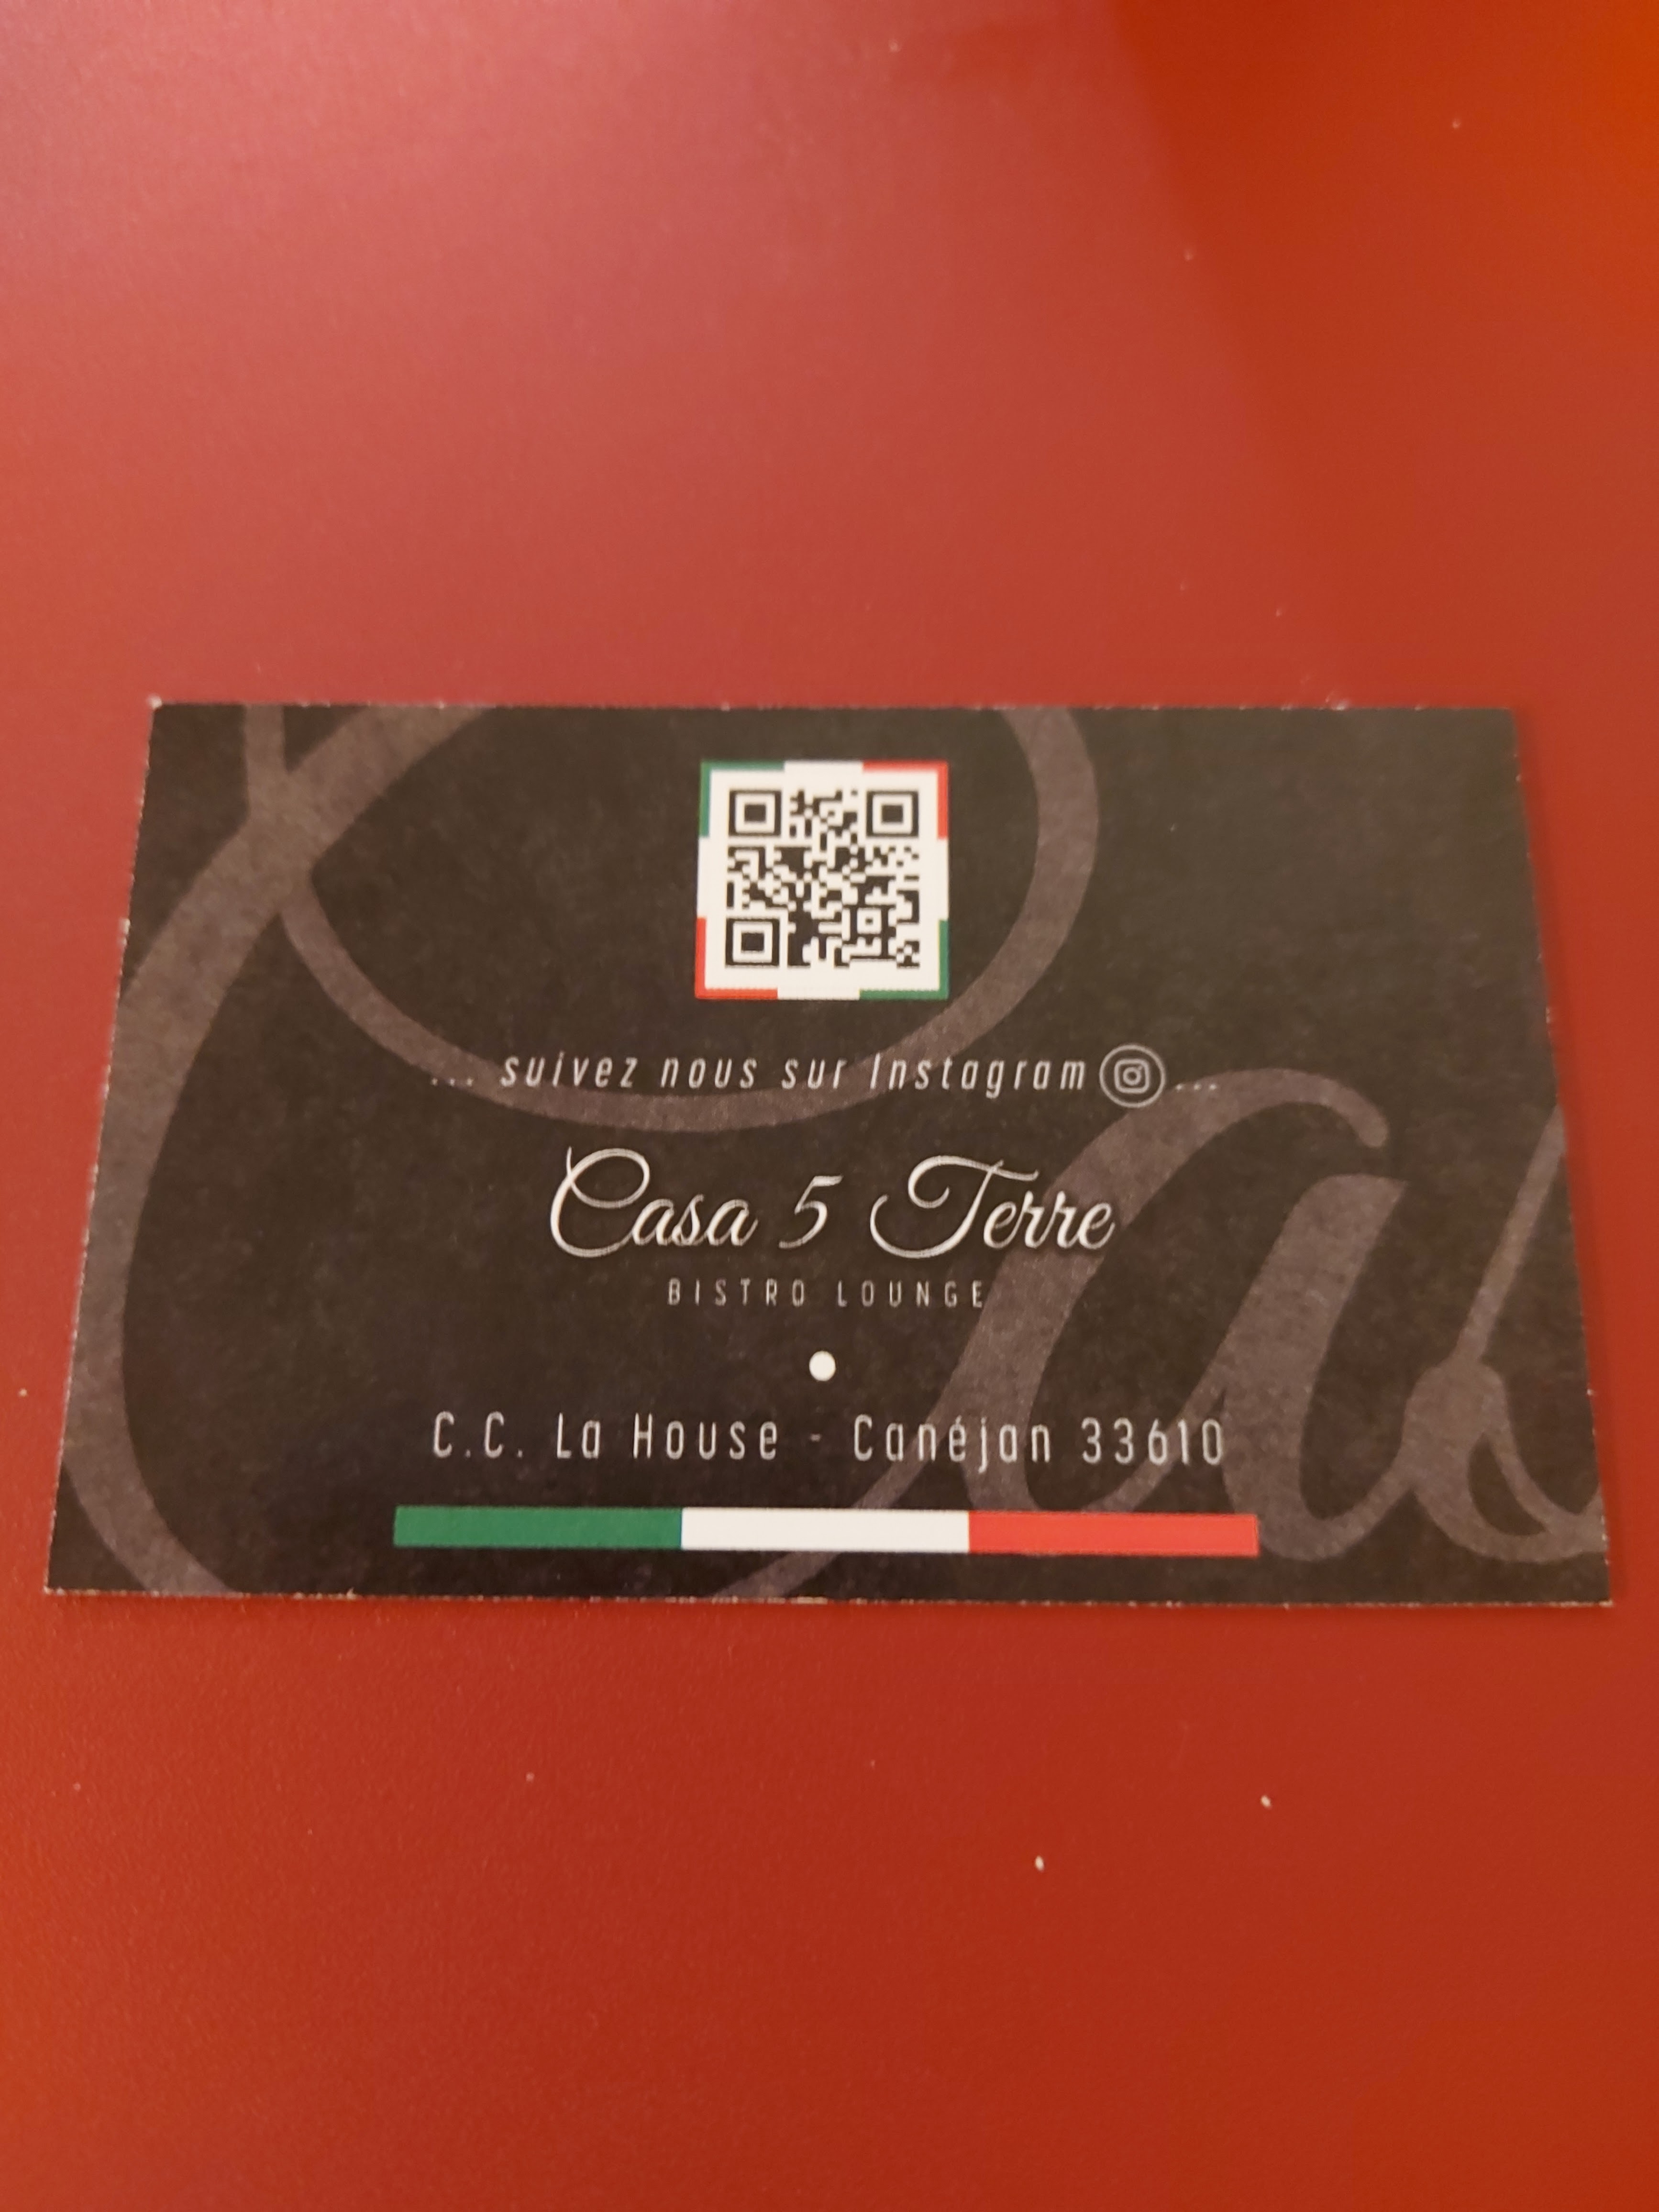 ... suivez nous sur Instagram ...
Casa 5 Terre
BISTRO LOUNGE
C.C. La House - Canéjan 33610